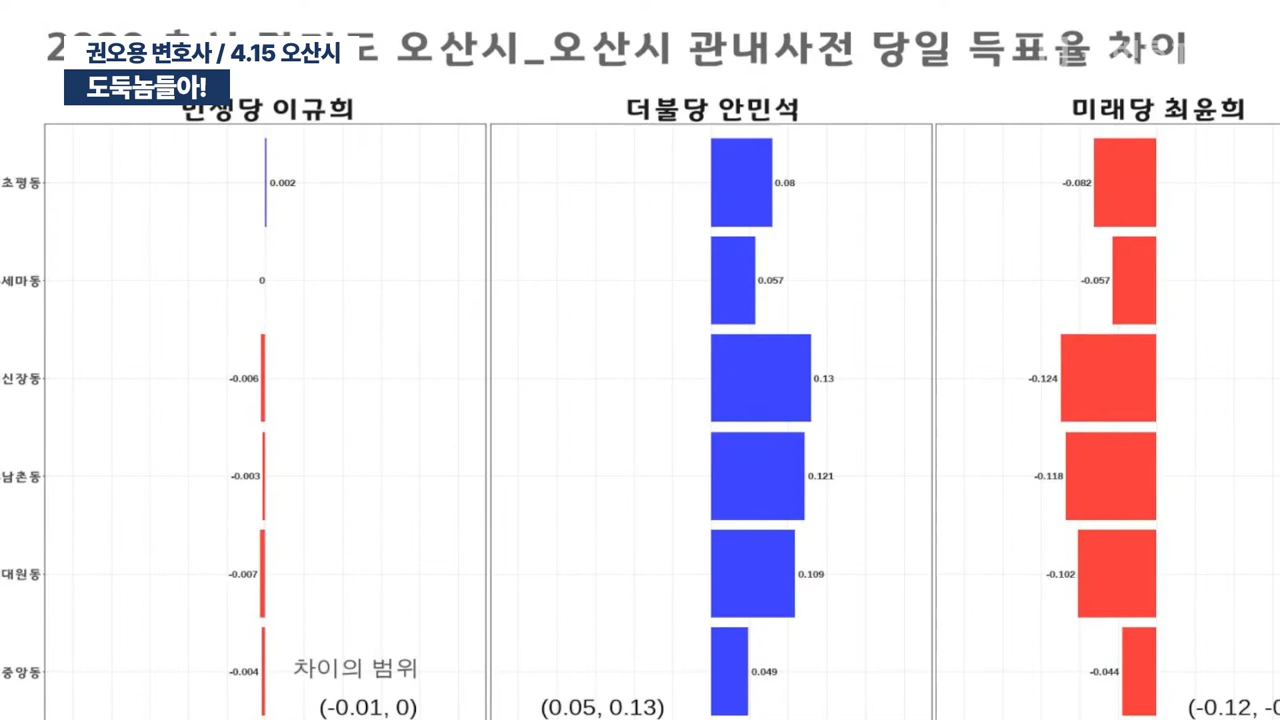 오산시_오산시 관내사전 당일 득표율 차이
권오용 변호사 / 4.15 오산시
도둑놈들아!
민생당 이규희
더불당 안민석
미래당 최윤희
초평동
0.002
0.08
-0.082
세마동
0
0.057
-0.057
신장동
-0.006
0.13
-0.124
남촌동
-0.003
0.121
-0.118
대원동
-0.007
0.109
-0.102
중앙동
-0.004
0.049
-0.044
차이의 범위
(-0.01, 0)
(0.05, 0.13)
(-0.12, -0